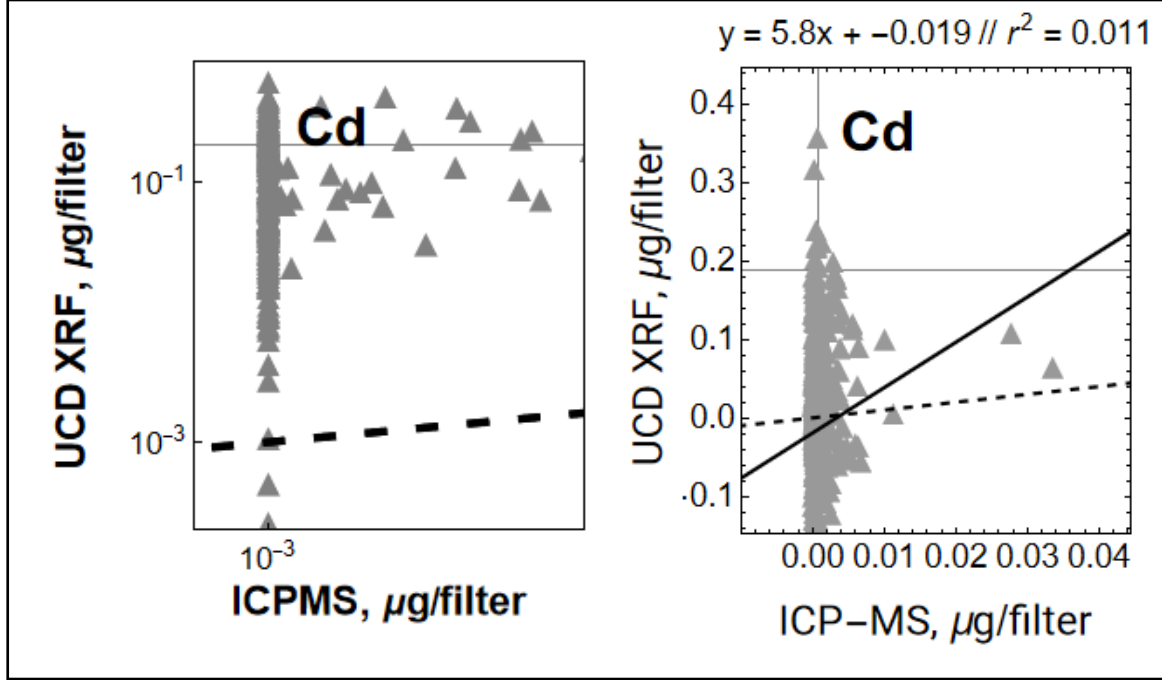 y = 5.8x + −0.019 // r² = 0.011
Cd
10⁻¹
10⁻³
UCD XRF, µg/filter
10⁻³
ICPMS, µg/filter
Cd
0.4
0.3
0.2
0.1
0.0
·0.1
UCD XRF, µg/filter
0.00 0.01 0.02 0.03 0.04
ICP−MS, µg/filter